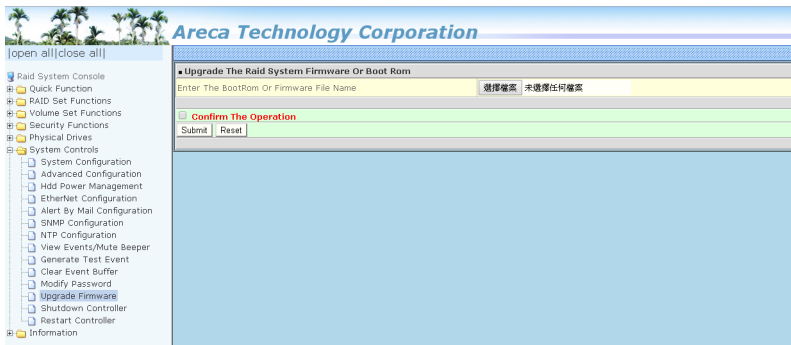 Areca Technology Corporation
|open all|close all|
Raid System Console
Quick Function
RAID Set Functions
Volume Set Functions
Security Functions
Physical Drives
System Controls
System Configuration
Advanced Configuration
Hdd Power Management
EtherNet Configuration
Alert By Mail Configuration
SNMP Configuration
NTP Configuration
View Events/Mute Beeper
Generate Test Event
Clear Event Buffer
Modify Password
Upgrade Firmware
Shutdown Controller
Restart Controller
Information
Upgrade The Raid System Firmware Or Boot Rom
Enter The BootRom Or Firmware File Name 選擇檔案 未選擇任何檔案
Confirm The Operation
Submit Reset